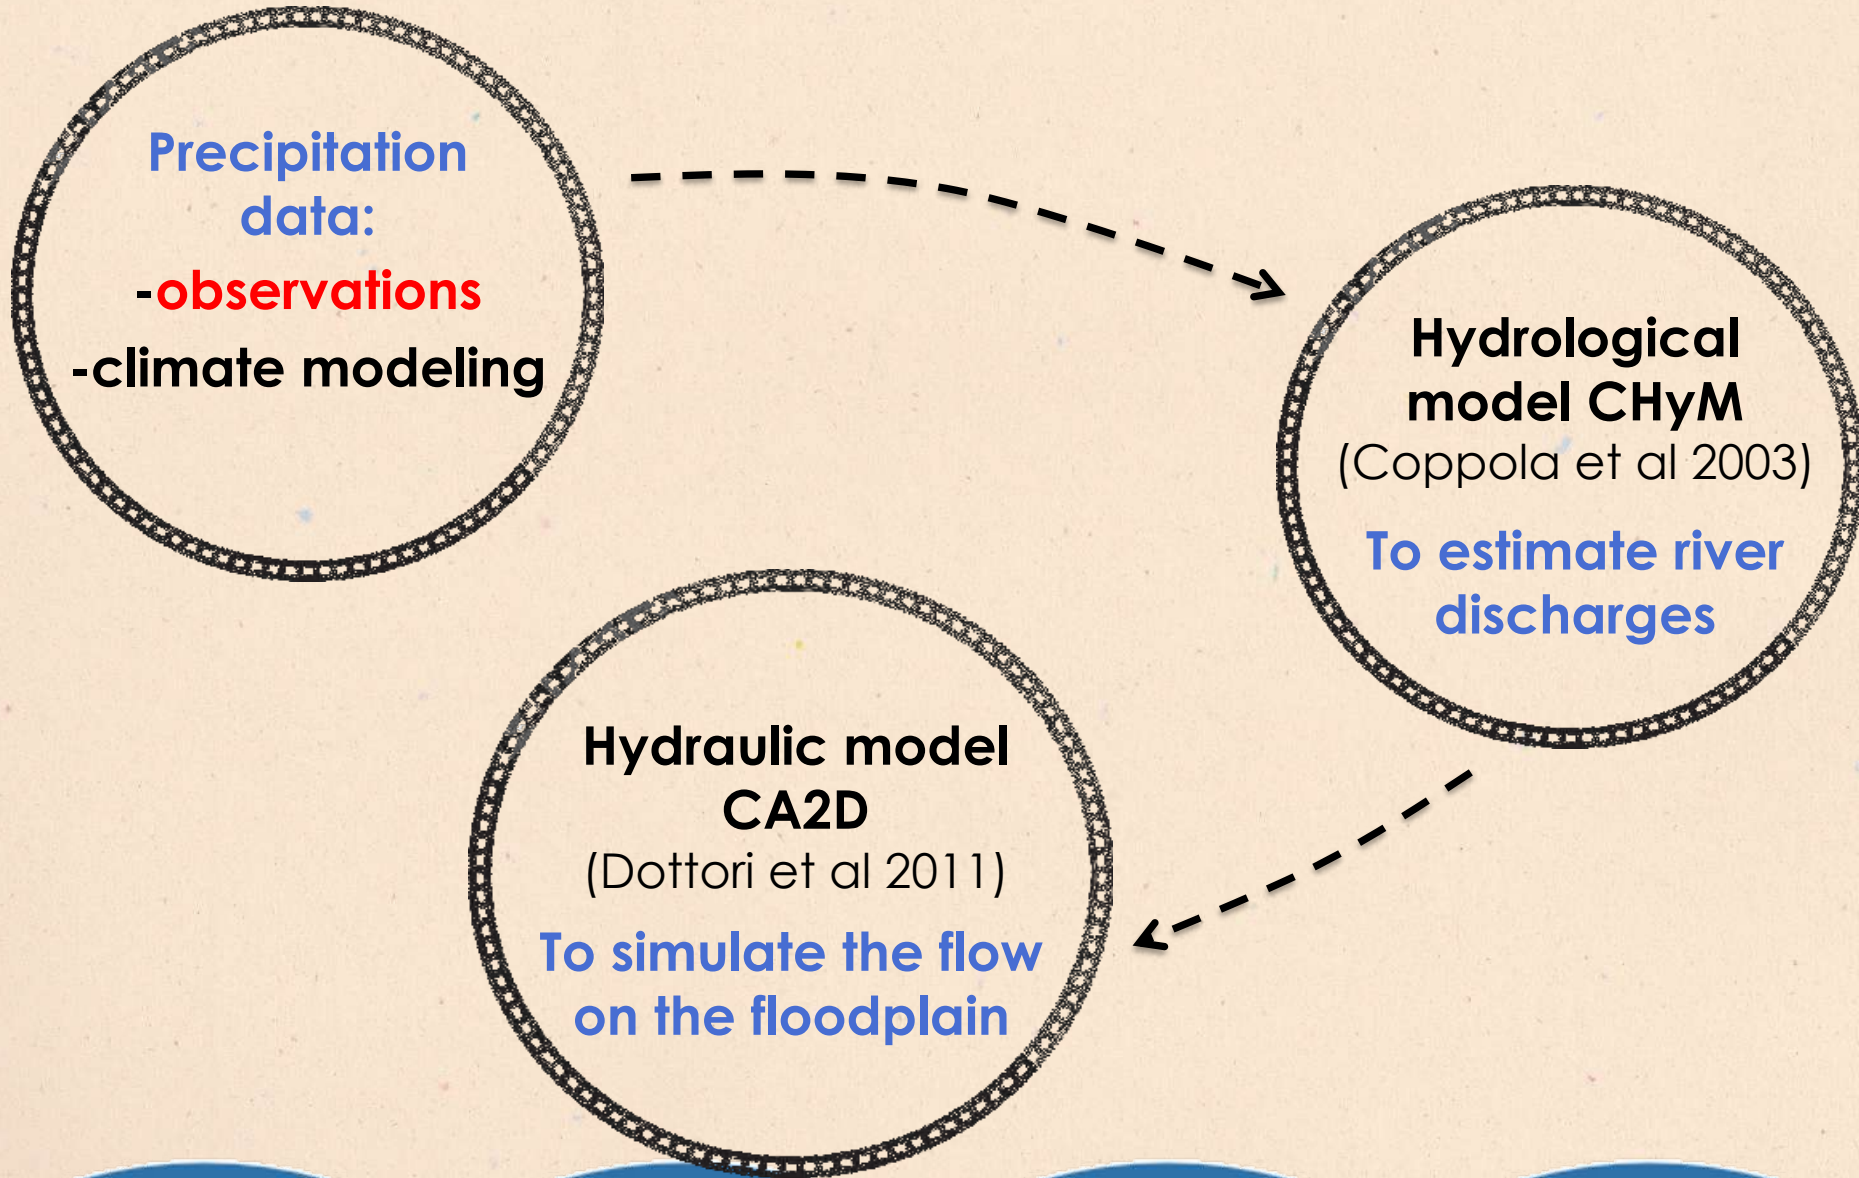 Precipitation
data:
-observations
-climate modeling
Hydrological
model CHyM
(Coppola et al 2003)
To estimate river
discharges
Hydraulic model
CA2D
(Dottori et al 2011)
To simulate the flow
on the floodplain